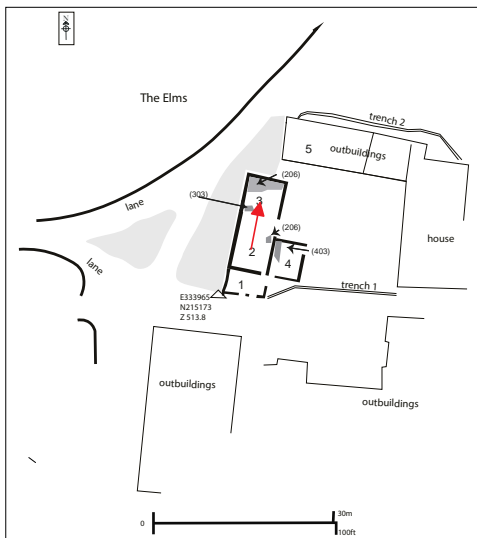 N
The Elms
trench 2
5
outbuildings
(206)
(303)
3
lane
(206)
house
2
(403)
4
lane
1
trench 1
E333965
N215173
Z 513.8
outbuildings
outbuildings
30m
0
100ft